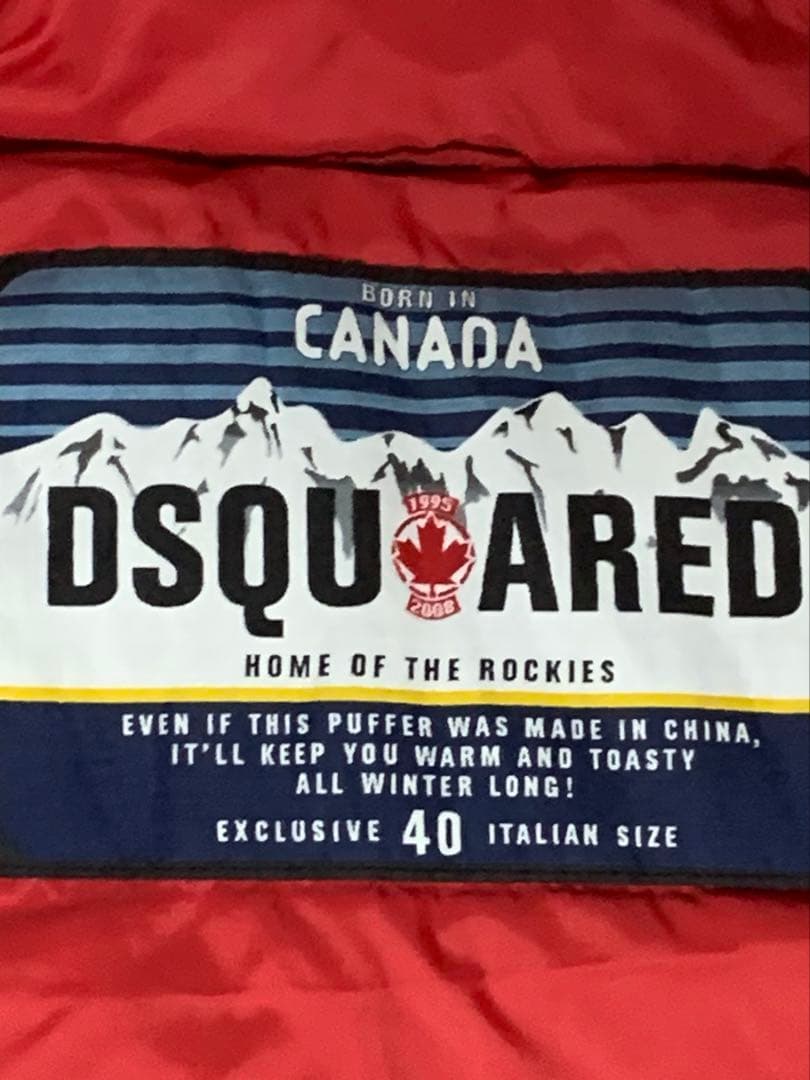 BORN IN
CANADA
DSQU ARED
1995
2008
HOME OF THE ROCKIES
EVEN IF THIS PUFFER WAS MADE IN CHINA,
IT'LL KEEP YOU WARM AND TOASTY
ALL WINTER LONG!
EXCLUSIVE 40 ITALIAN SIZE